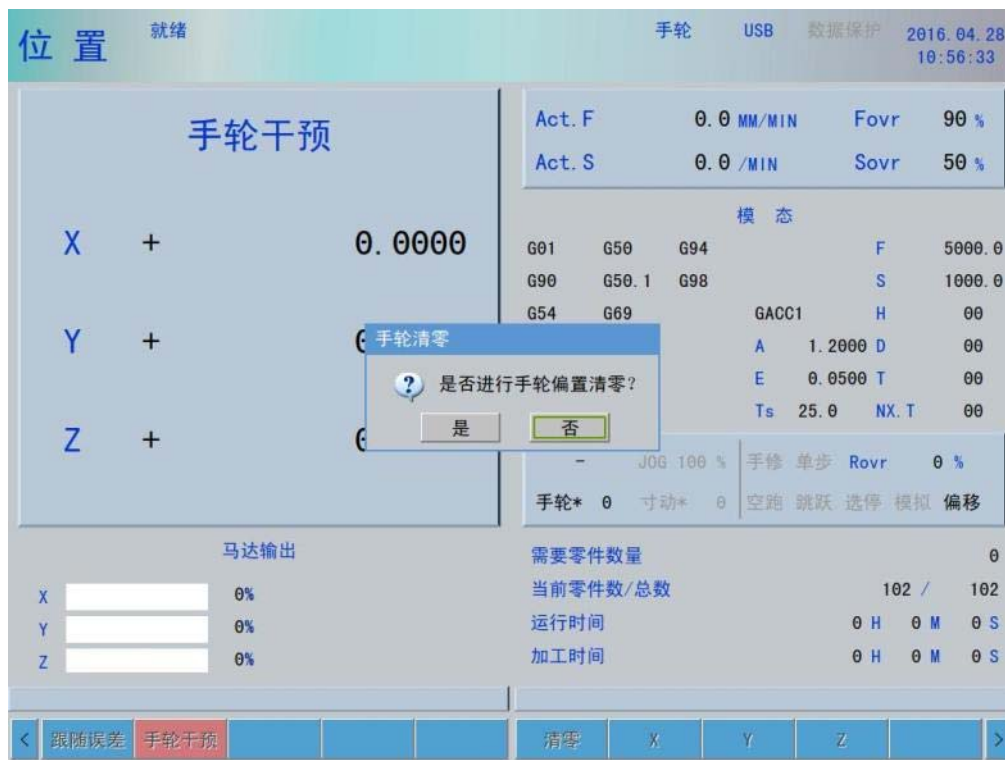 位 置 就绪 手轮 USB 数据保护 2016.04.28
10:56:33
手轮干预
X + 0.0000
Y +
Z +
Act.F 0.0 MM/MIN Fovr 90 %
Act.S 0.0 /MIN Sovr 50 %
模 态
G01 G50 G94 F 5000.0
G90 G50.1 G98 S 1000.0
G54 G69 GACC1 H 00
A 1.2000 D 00
E 0.0500 T 00
Ts 25.0 NX.T 00
手轮清零
是否进行手轮偏置清零?
是 否
- JOG 100 % 手修 单步 Rovr 0 %
手轮* 0 寸动* 0 空跑 跳跃 选停 模拟 偏移
马达输出
X 0%
Y 0%
Z 0%
需要零件数量 0
当前零件数/总数 102 / 102
运行时间 0 H 0 M 0 S
加工时间 0 H 0 M 0 S
< 跟随误差 手轮干预 清零 X Y Z >